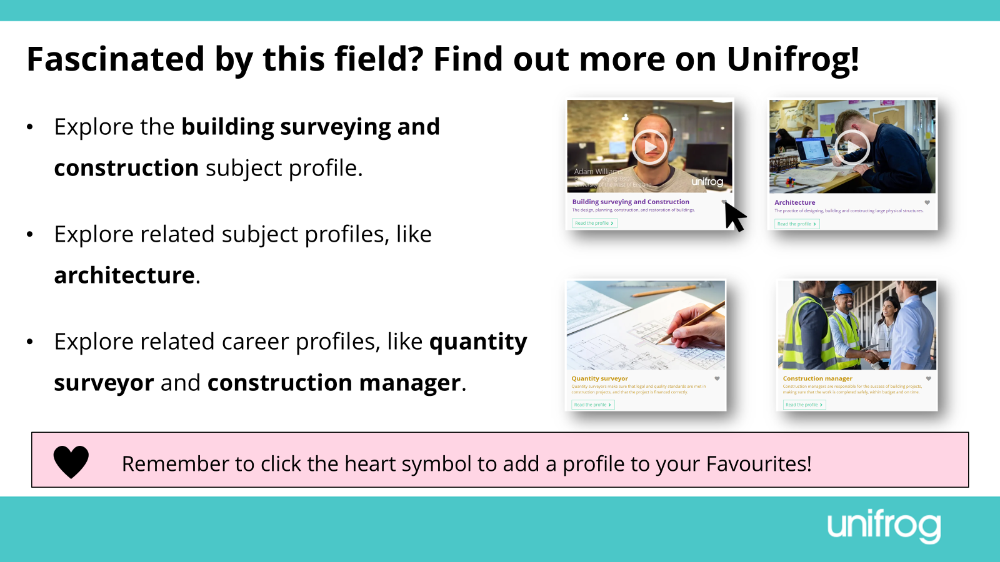 Fascinated by this field? Find out more on Unifrog!
• Explore the building surveying and
construction subject profile.
• Explore related subject profiles, like
architecture.
• Explore related career profiles, like quantity
surveyor and construction manager.
Adam Williams
Building Surveying (BSc)
University of the West of England
unifrog
Building surveying and Construction
The design, planning, construction, and restoration of buildings.
Read the profile
Architecture
The practice of designing, building and constructing large physical structures.
Read the profile
Quantity surveyor
Quantity surveyors make sure that legal and quality standards are met in
construction projects, and that the project is financed correctly.
Read the profile
Construction manager
Construction managers are responsible for the success of building projects,
making sure that the work is completed safely, within budget and on time.
Read the profile
Remember to click the heart symbol to add a profile to your Favourites!
unifrog